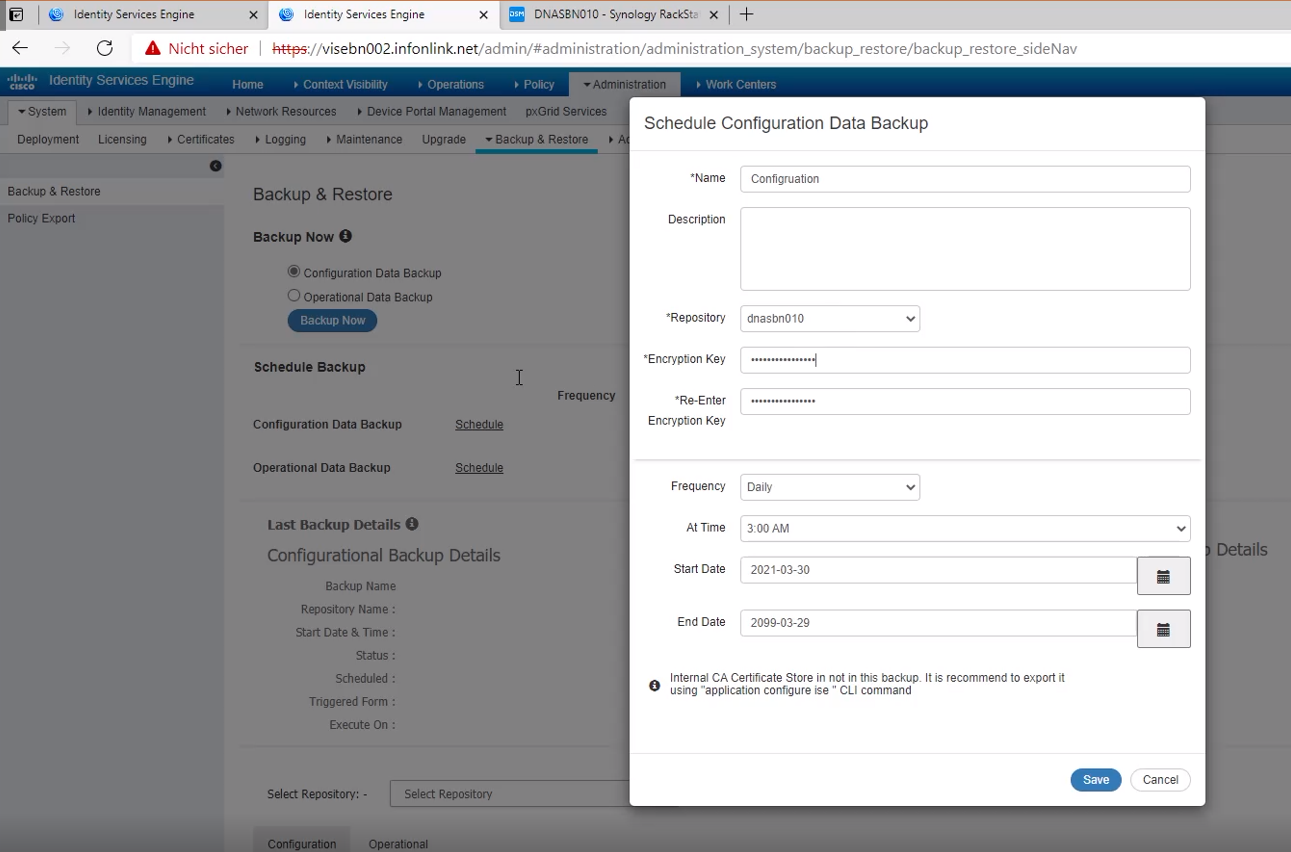 Identity Services Engine
Identity Services Engine
DSM DNASBN010 - Synology RackSta
Nicht sicher https://visebn002.infonlink.net/admin/#administration/administration_system/backup_restore/backup_restore_sideNav
cisco Identity Services Engine Home Context Visibility Operations Policy Administration Work Centers
System Identity Management Network Resources Device Portal Management pxGrid Services
Deployment Licensing Certificates Logging Maintenance Upgrade Backup & Restore
Backup & Restore
Policy Export
Backup & Restore
Backup Now
Configuration Data Backup
Operational Data Backup
Backup Now
Schedule Backup
Frequency
Configuration Data Backup Schedule
Operational Data Backup Schedule
Last Backup Details
Configurational Backup Details
Backup Name
Repository Name :
Start Date & Time :
Status :
Scheduled :
Triggered Form :
Execute On :
Details
Select Repository: - Select Repository
Configuration Operational
Schedule Configuration Data Backup
*Name Configruation
Description
*Repository dnasbn010
*Encryption Key ••••••••••••••••
*Re-Enter ••••••••••••••••
Encryption Key
Frequency Daily
At Time 3:00 AM
Start Date 2021-03-30
End Date 2099-03-29
Internal CA Certificate Store in not in this backup. It is recommend to export it
using "application configure ise " CLI command
Save Cancel